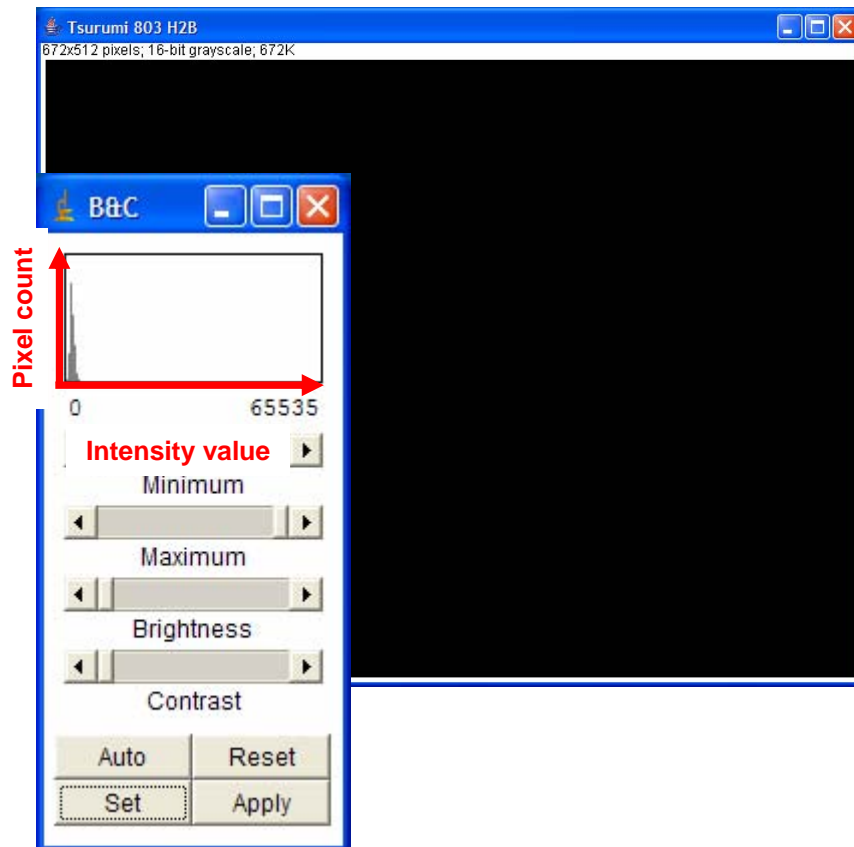 Tsurumi 803 H2B
672x512 pixels; 16-bit grayscale; 672K
B&C
Pixel count
0 65535
Intensity value
Minimum
Maximum
Brightness
Contrast
Auto Reset
Set Apply